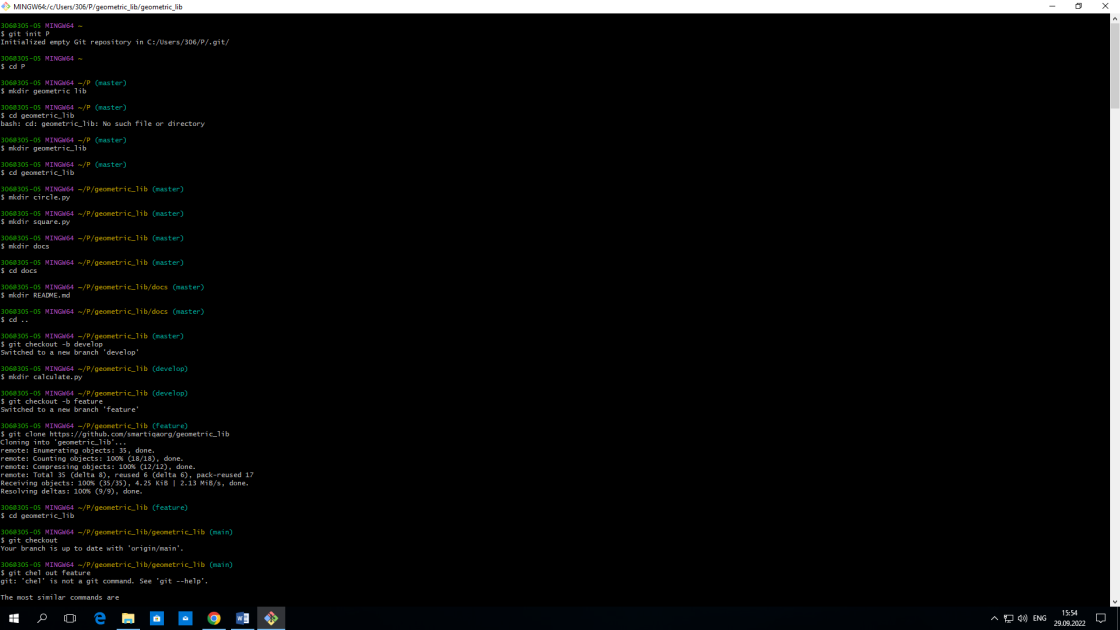 MINGW64:/c/Users/306/P/geometric_lib/geometric_lib
306@305-05 MINGW64 ~
$ git init P
Initialized empty Git repository in C:/Users/306/P/.git/
306@305-05 MINGW64 ~
$ cd P
306@305-05 MINGW64 ~/P (master)
$ mkdir geometric lib
306@305-05 MINGW64 ~/P (master)
$ cd geometric_lib
bash: cd: geometric_lib: No such file or directory
306@305-05 MINGW64 ~/P (master)
$ mkdir geometric_lib
306@305-05 MINGW64 ~/P (master)
$ cd geometric_lib
306@305-05 MINGW64 ~/P/geometric_lib (master)
$ mkdir circle.py
306@305-05 MINGW64 ~/P/geometric_lib (master)
$ mkdir square.py
306@305-05 MINGW64 ~/P/geometric_lib (master)
$ mkdir docs
306@305-05 MINGW64 ~/P/geometric_lib (master)
$ cd docs
306@305-05 MINGW64 ~/P/geometric_lib/docs (master)
$ mkdir README.md
306@305-05 MINGW64 ~/P/geometric_lib/docs (master)
$ cd ..
306@305-05 MINGW64 ~/P/geometric_lib (master)
$ git checkout -b develop
Switched to a new branch 'develop'
306@305-05 MINGW64 ~/P/geometric_lib (develop)
$ mkdir calculate.py
306@305-05 MINGW64 ~/P/geometric_lib (develop)
$ git checkout -b feature
Switched to a new branch 'feature'
306@305-05 MINGW64 ~/P/geometric_lib (feature)
$ git clone https://github.com/smartiqaorg/geometric_lib
Cloning into 'geometric_lib'...
remote: Enumerating objects: 35, done.
remote: Counting objects: 100% (18/18), done.
remote: Compressing objects: 100% (12/12), done.
remote: Total 35 (delta 8), reused 6 (delta 6), pack-reused 17
Receiving objects: 100% (35/35), 4.25 KiB | 2.13 MiB/s, done.
Resolving deltas: 100% (9/9), done.
306@305-05 MINGW64 ~/P/geometric_lib (feature)
$ cd geometric_lib
306@305-05 MINGW64 ~/P/geometric_lib/geometric_lib (main)
$ git checkout
Your branch is up to date with 'origin/main'.
306@305-05 MINGW64 ~/P/geometric_lib/geometric_lib (main)
$ git chel out feature
git: 'chel' is not a git command. See 'git --help'.
The most similar commands are
ENG
15:54
29.09.2022